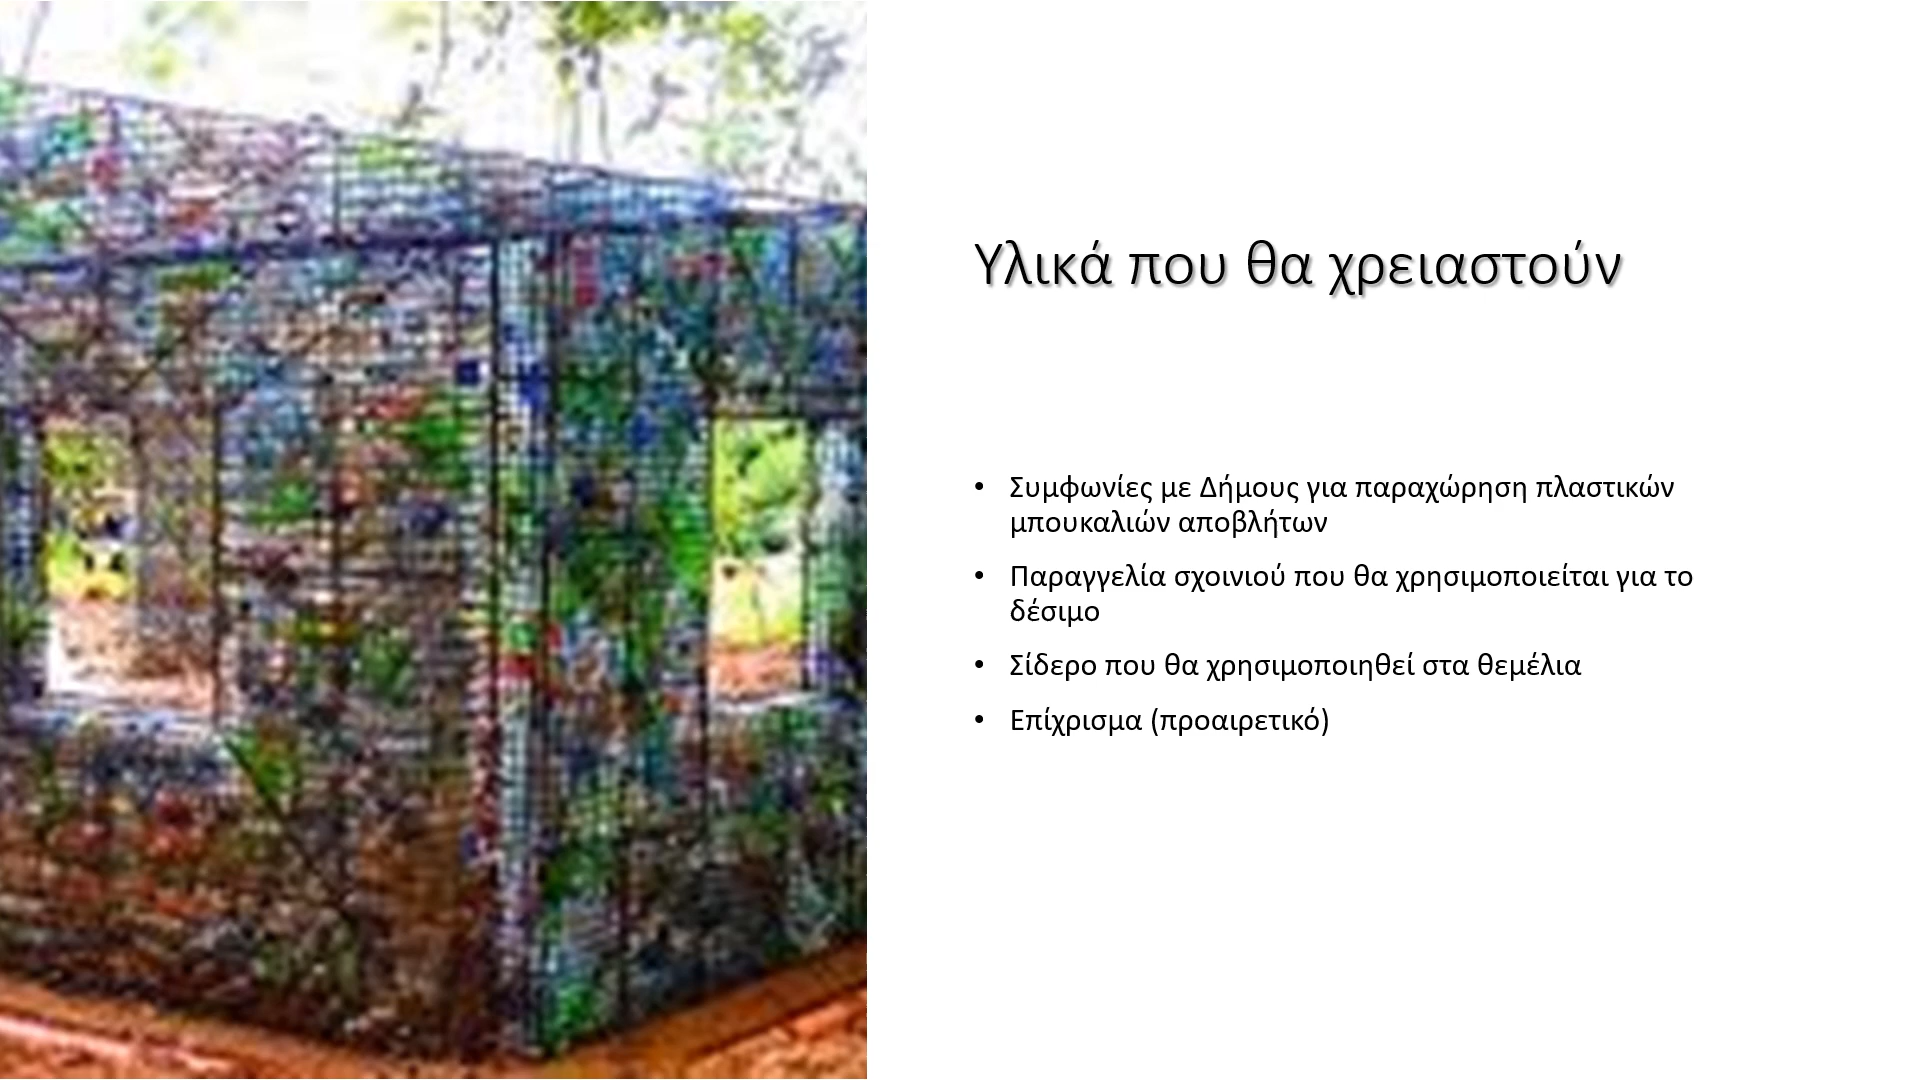 Υλικά που θα χρειαστούν
• Συμφωνίες με Δήμους για παραχώρηση πλαστικών
μπουκαλιών αποβλήτων
• Παραγγελία σχοινιού που θα χρησιμοποιείται για το
δέσιμο
• Σίδερο που θα χρησιμοποιηθεί στα θεμέλια
• Επίχρισμα (προαιρετικό)